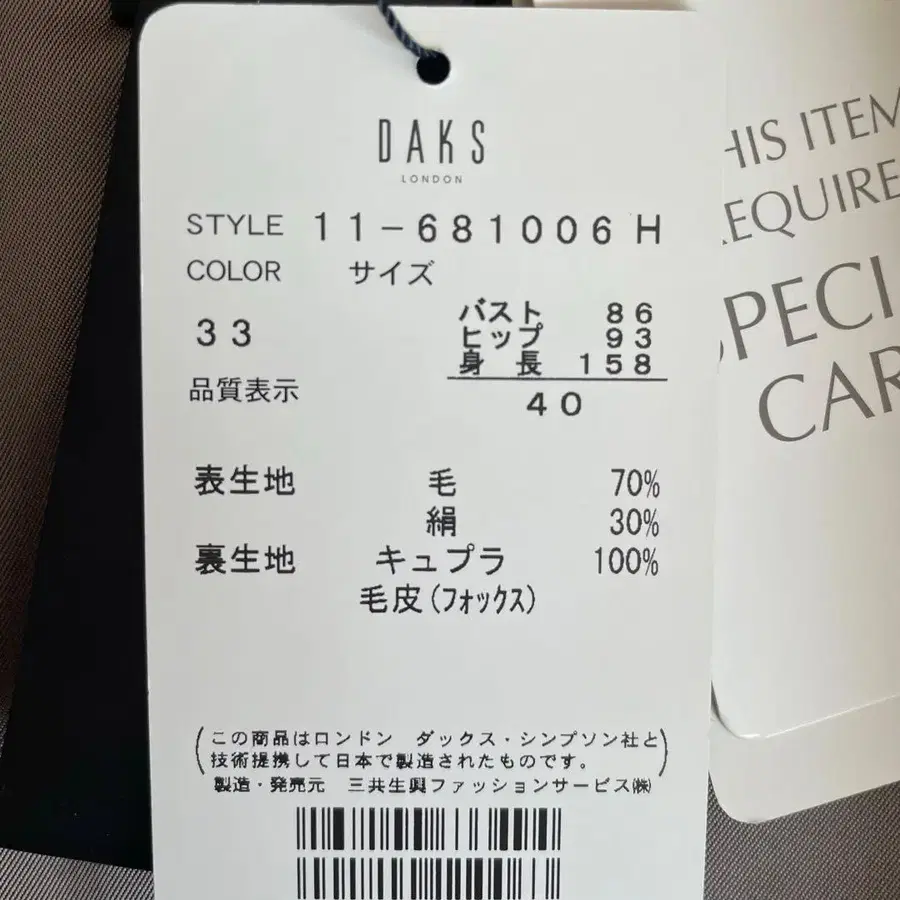 DAKS
LONDON
STYLE 11-681006 H
COLOR サイズ
33
バスト 86
ヒップ 93
身長 158
40
品質表示
表生地 毛 70%
絹 30%
裏生地 キュプラ 100%
毛皮(フォックス)
(この商品はロンドン ダックス・シンプソン社と
技術提携して日本で製造されたものです。)
製造・発売元 三共生興ファッションサービス㈱
HIS ITEM
EQUIRE
PECI
CAR